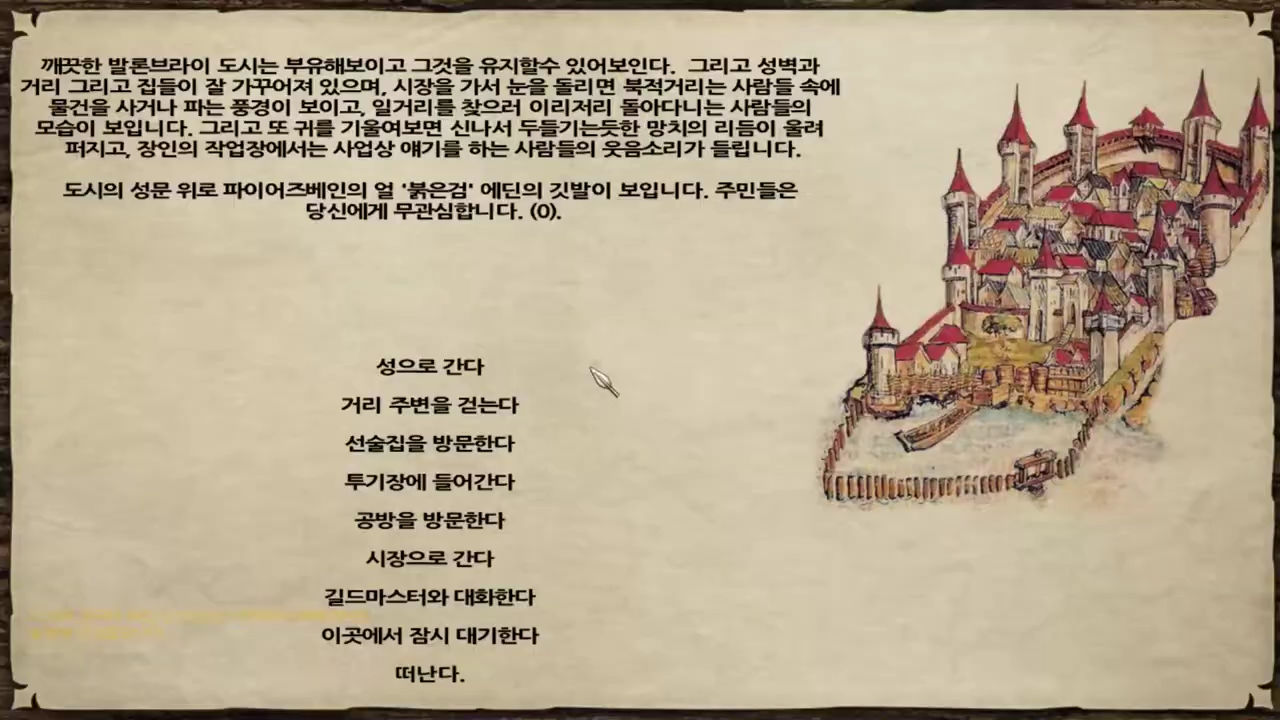 깨끗한 발론브라이 도시는 부유해보이고 그것을 유지할수 있어보인다. 그리고 성벽과
거리 그리고 집들이 잘 가꾸어져 있으며, 시장을 가서 눈을 돌리면 북적거리는 사람들 속에
물건을 사거나 파는 풍경이 보이고, 일거리를 찾으러 이리저리 돌아다니는 사람들의
모습이 보입니다. 그리고 또 귀를 기울여보면 신나서 두들기는듯한 망치의 리듬이 울려
퍼지고, 장인의 작업장에서는 사업상 얘기를 하는 사람들의 웃음소리가 들립니다.
도시의 성문 위로 파이어즈베인의 얼 '붉은검' 에딘의 깃발이 보입니다. 주민들은
당신에게 무관심합니다. (0).
성으로 간다
거리 주변을 걷는다
선술집을 방문한다
투기장에 들어간다
공방을 방문한다
시장으로 간다
길드마스터와 대화한다
이곳에서 잠시 대기한다
떠난다.